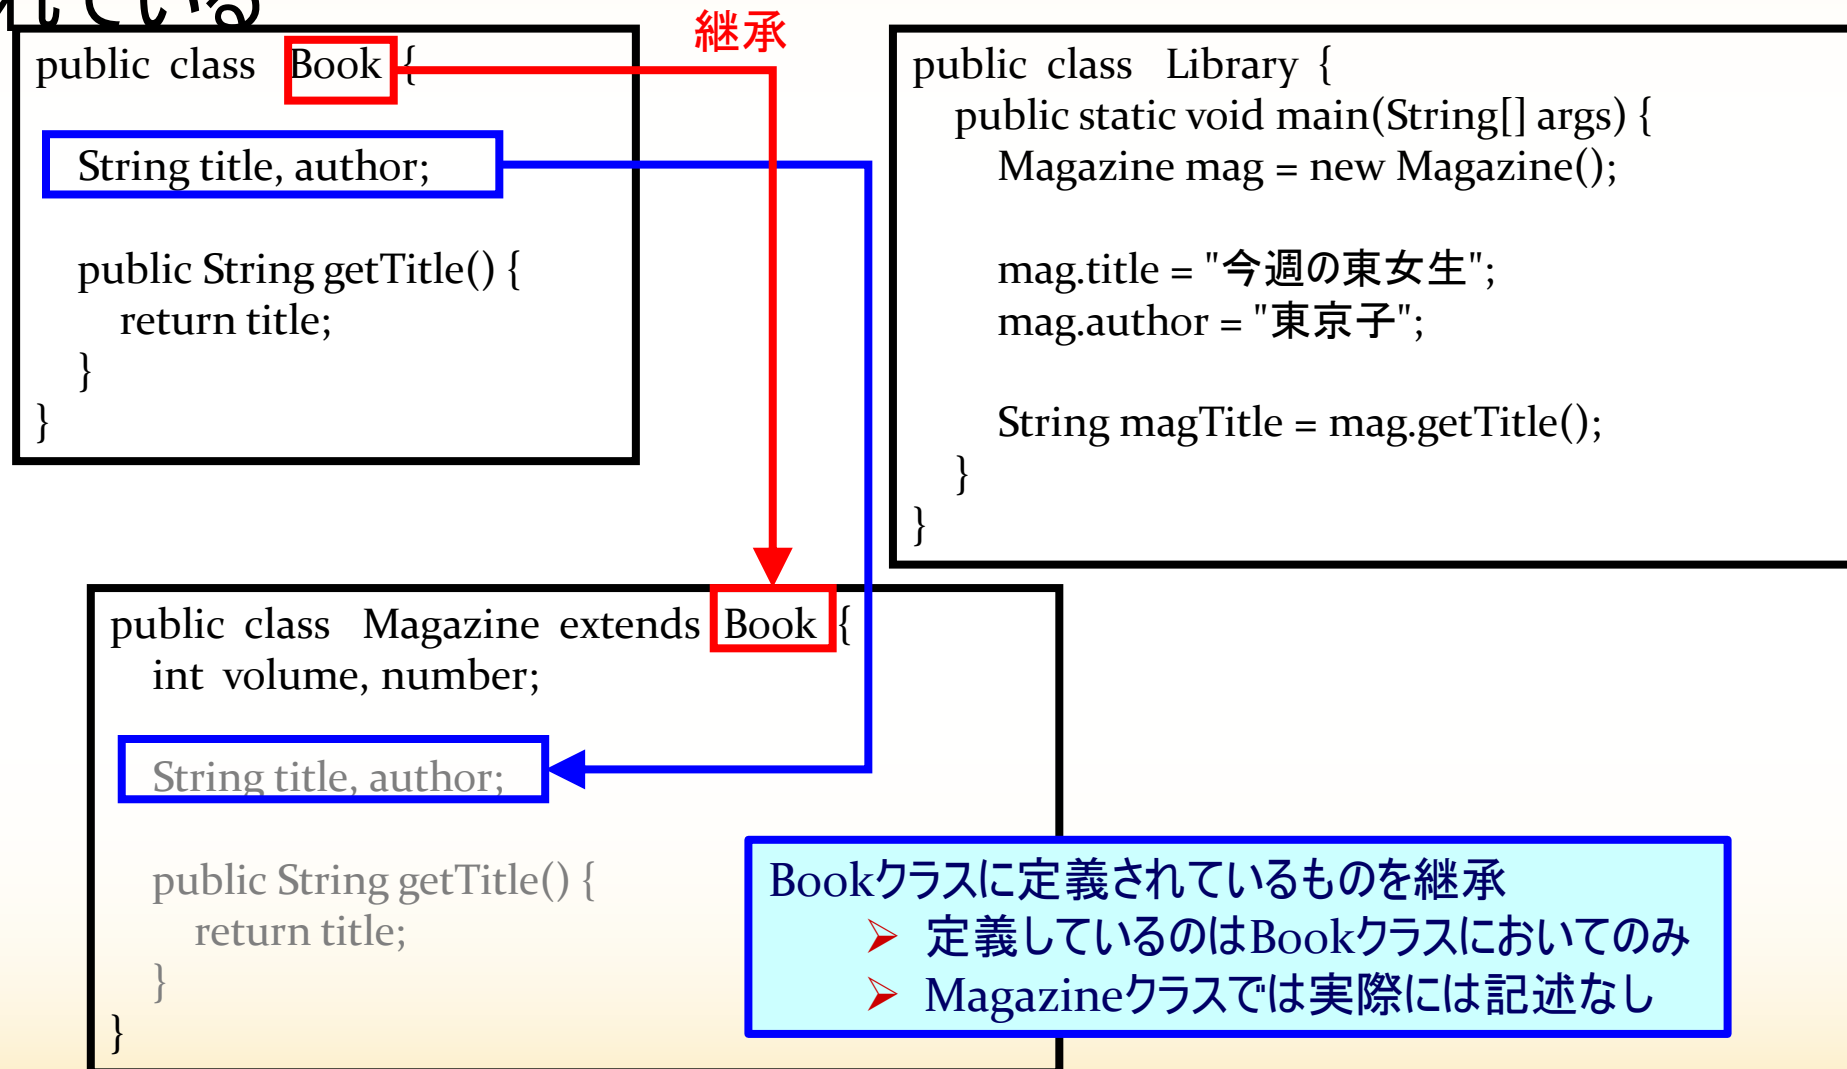 れている
public class Book {
String title, author;
public String getTitle() {
return title;
}
}
継承
public class Library {
public static void main(String[] args) {
Magazine mag = new Magazine();
mag.title = "今週の東女生";
mag.author = "東京子";
String magTitle = mag.getTitle();
}
}
public class Magazine extends Book {
int volume, number;
String title, author;
public String getTitle() {
return title;
}
}
Bookクラスに定義されているものを継承
➢ 定義しているのはBookクラスにおいてのみ
➢ Magazineクラスでは実際には記述なし